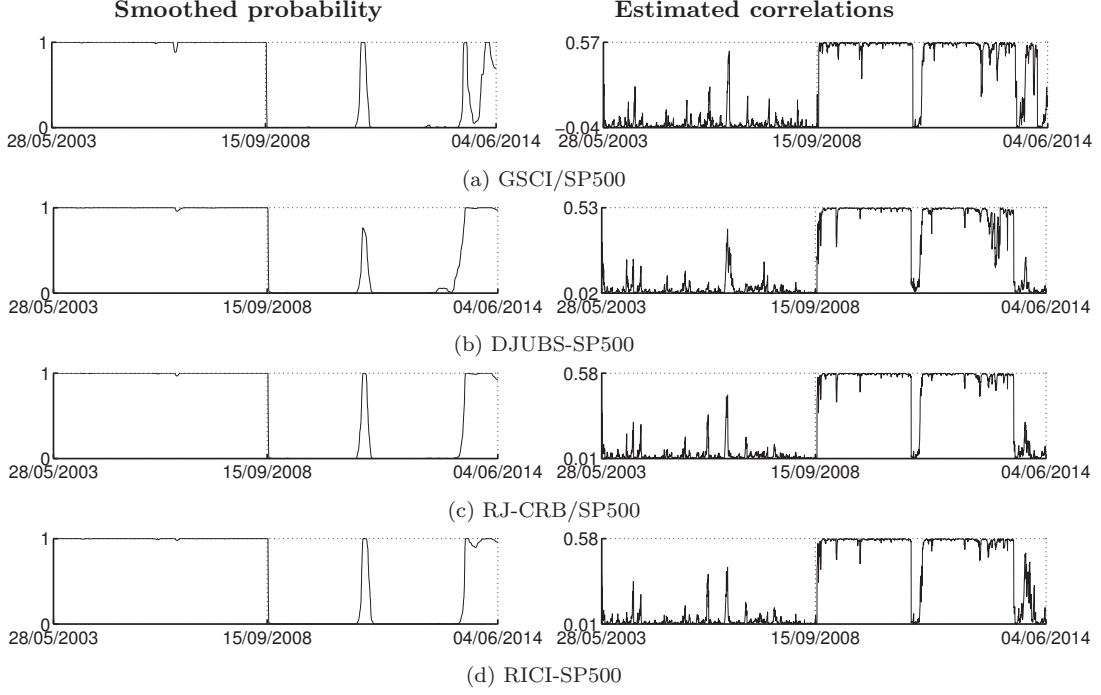 Smoothed probability Estimated correlations
1 0.57
0 −0.04
28/05/2003 15/09/2008 04/06/2014 28/05/2003 15/09/2008 04/06/2014
(a) GSCI/SP500
1 0.53
0 0.02
28/05/2003 15/09/2008 04/06/2014 28/05/2003 15/09/2008 04/06/2014
(b) DJUBS-SP500
1 0.58
0 0.01
28/05/2003 15/09/2008 04/06/2014 28/05/2003 15/09/2008 04/06/2014
(c) RJ-CRB/SP500
1 0.58
0 0.01
28/05/2003 15/09/2008 04/06/2014 28/05/2003 15/09/2008 04/06/2014
(d) RICI-SP500